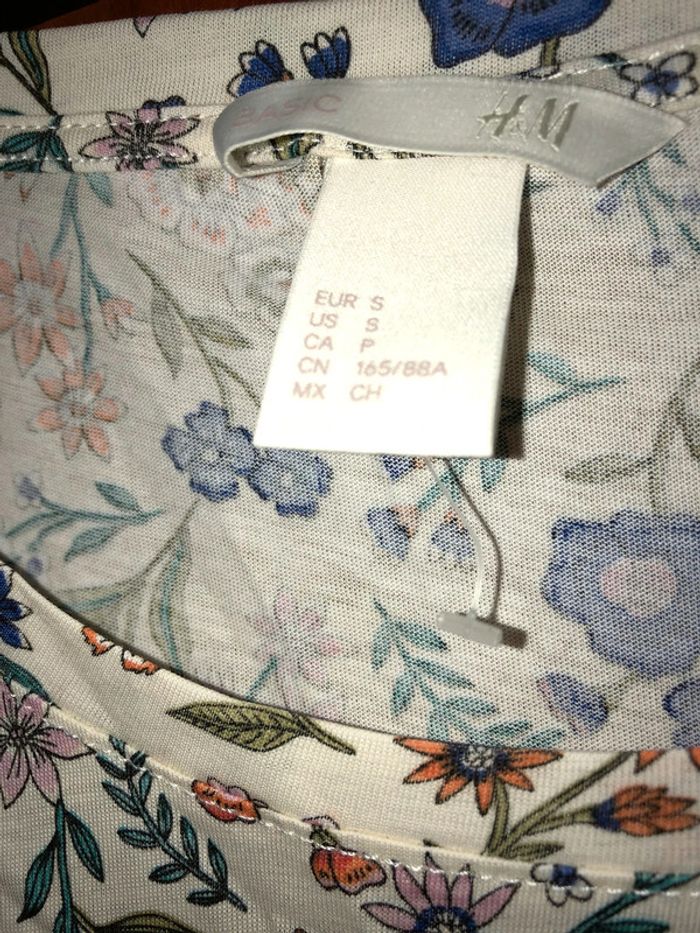 BASIC
H&M
EUR S
US S
CA P
CN 165/88A
MX CH